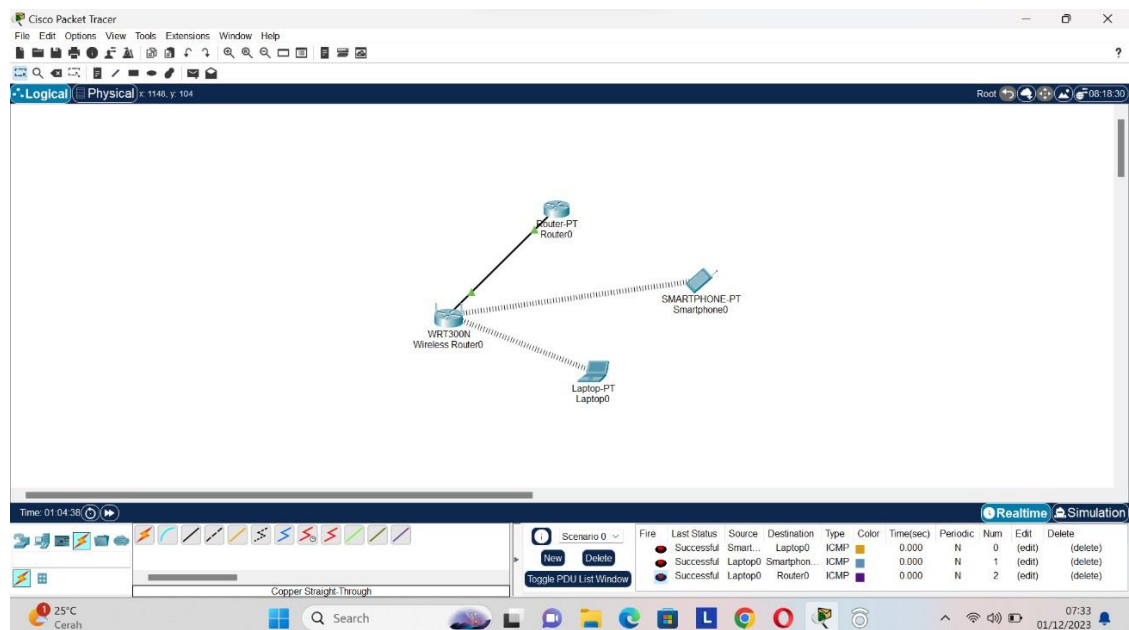 Cisco Packet Tracer
File Edit Options View Tools Extensions Window Help
?
Logical Physical x: 1148, y: 104 Root 08:18:30
Router-PT
Router0
SMARTPHONE-PT
Smartphone0
WRT300N
Wireless Router0
Laptop-PT
Laptop0
Time: 01:04:38 Realtime Simulation
Scenario 0
New Delete
Toggle PDU List Window
Fire Last Status Source Destination Type Color Time(sec) Periodic Num Edit Delete
Successful Smart... Laptop0 ICMP 0.000 N 0 (edit) (delete)
Successful Laptop0 Smartphon... ICMP 0.000 N 1 (edit) (delete)
Successful Laptop0 Router0 ICMP 0.000 N 2 (edit) (delete)
Copper Straight-Through
1
25°C
Cerah
Search
L
07:33
01/12/2023